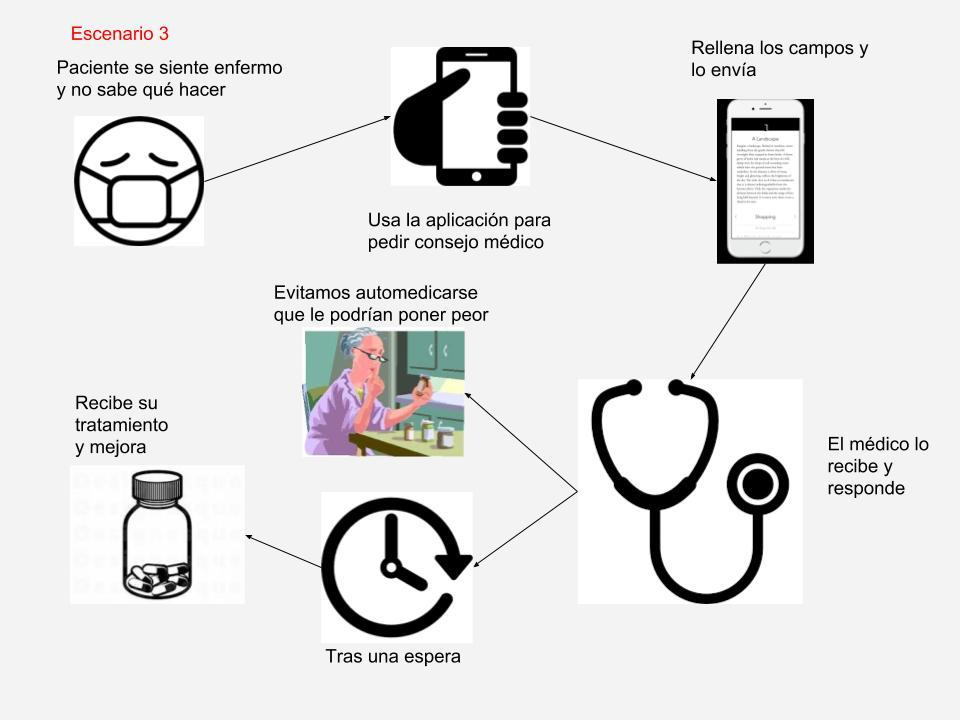 Escenario 3
Paciente se siente enfermo
y no sabe qué hacer
Usa la aplicación para
pedir consejo médico
Rellena los campos y
lo envía
A Landscape
Shopping
El médico lo
recibe y
responde
Evitamos automedicarse
que le podrían poner peor
Tras una espera
Recibe su
tratamiento
y mejora